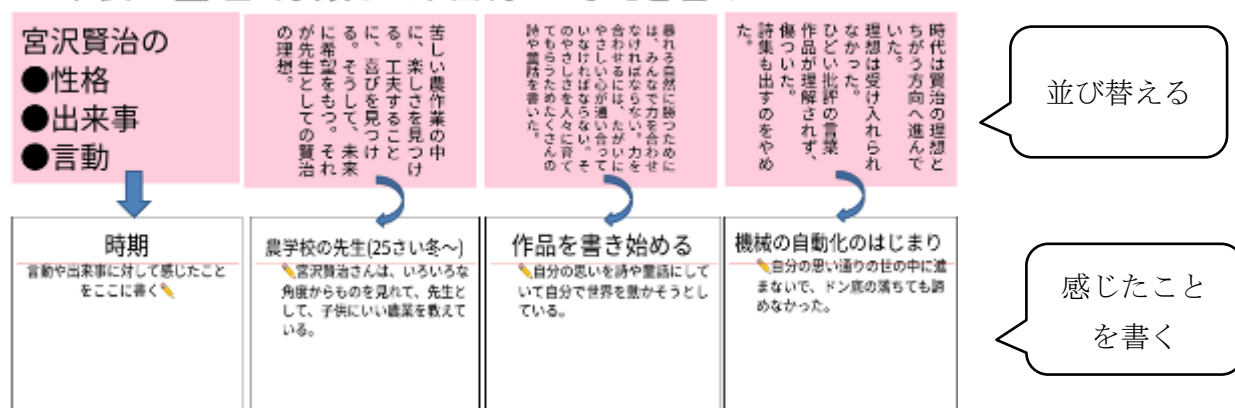 宮沢賢治の
●性格
●出来事
●言動
苦しい農作業の中
に、楽しさを見つけ
る。工夫すること
に、喜びを見つけ
る。そうして、未来
に希望をもつ。それ
が先生としての賢治
の理想。
暴れる自然に勝つために
は、みんなで力を合わせ
なければならない。力を
合わせるには、たがいに
やさしい心が通い合って
いなければならない。そ
のやさしさを人々に育て
てもらうためたくさんの
詩や童話を書いた。
時代は賢治の理想と
ちがう方向へ進んで
いた。
理想は受け入れられ
なかった。
ひどい批評の言葉
作品が理解されず、
傷ついた。
詩集も出すのをやめ
た。
並び替える
時期
言動や出来事に対して感じたこと
をここに書く✏️
農学校の先生(25さい冬～)
✏️宮沢賢治さんは、いろいろな
角度からものを見れて、先生と
して、子供にいい農業を教えて
いる。
作品を書き始める
✏️自分の思いを詩や童話にして
いて自分で世界を動かそうとし
ている。
機械の自動化のはじまり
✏️自分の思い通りの世の中に進
まないで、ドン底の落ちても諦
めなかった。
感じたこと
を書く